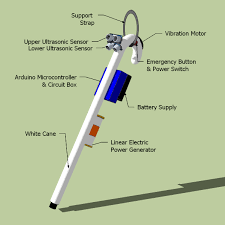 Support
Strap
Upper Ultrasonic Sensor
Lower Ultrasonic Sensor
Vibration Motor
Emergency Button
& Power Switch
Arduino Microcontroller
& Circuit Box
Battery Supply
White Cane
Linear Electric
Power Generator